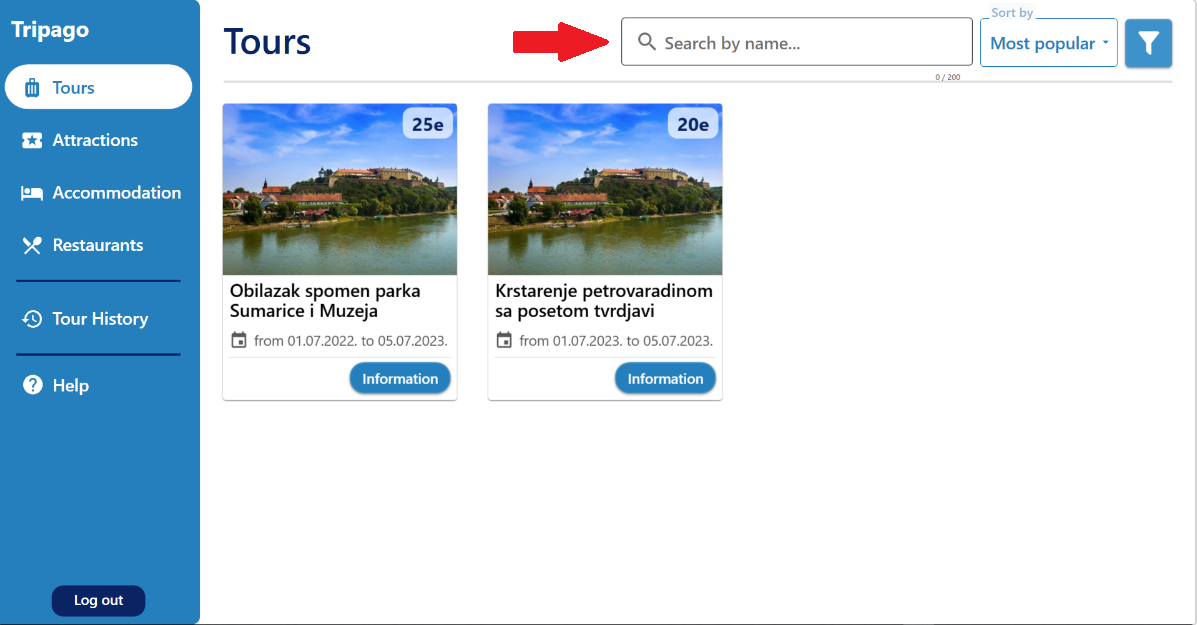 Tripago
Tours
Attractions
Accommodation
Restaurants
Tour History
Help
Log out
Tours
Search by name...
0 / 200
Sort by
Most popular
25e
Obilazak spomen parka
Sumarice i Muzeja
from 01.07.2022. to 05.07.2023.
Information
20e
Krstarenje petrovaradinom
sa posetom tvrdjavi
from 01.07.2023. to 05.07.2023.
Information